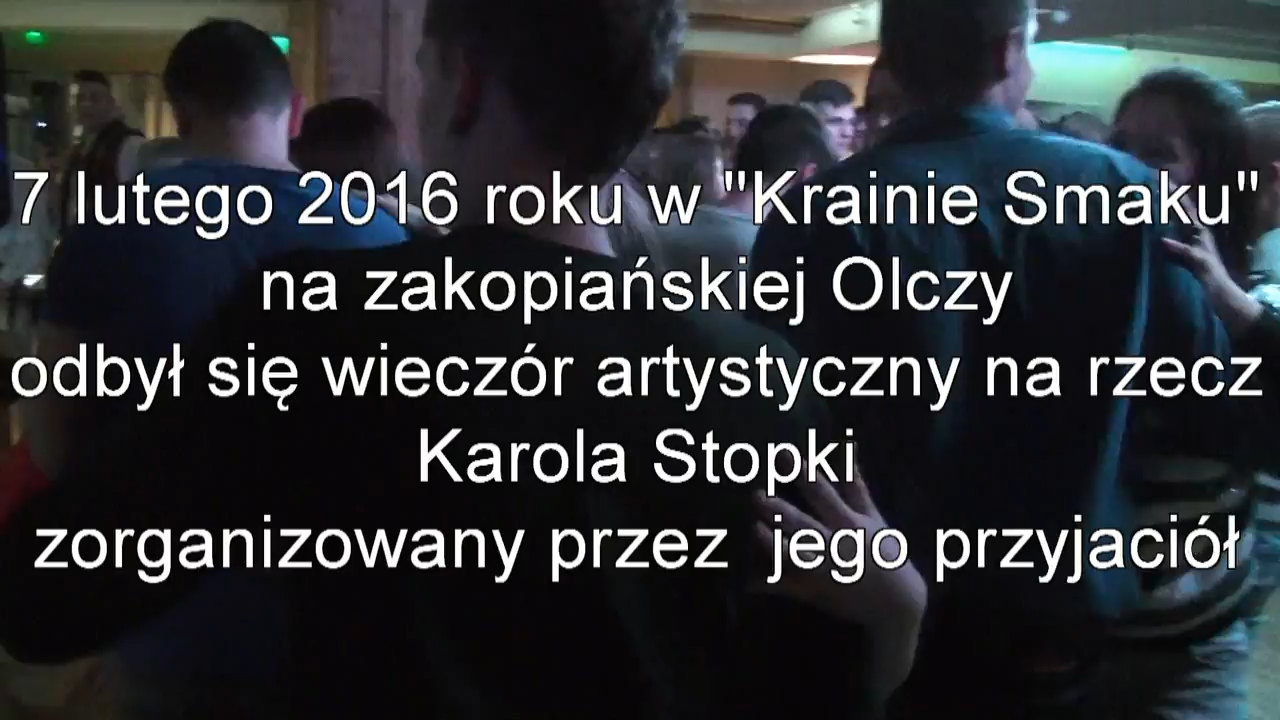 7 lutego 2016 roku w "Krainie Smaku"
na zakopiańskiej Olczy
odbył się wieczór artystyczny na rzecz
Karola Stopki
zorganizowany przez  jego przyjaciół